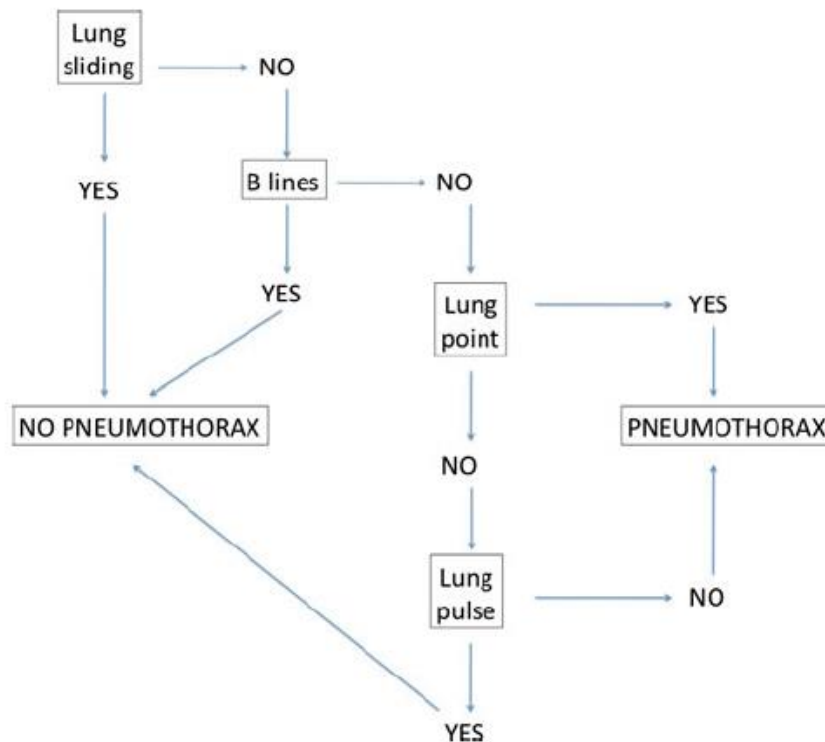 Lung
sliding
NO
YES
B lines
NO
YES
Lung
point
YES
NO PNEUMOTHORAX
PNEUMOTHORAX
NO
Lung
pulse
NO
YES